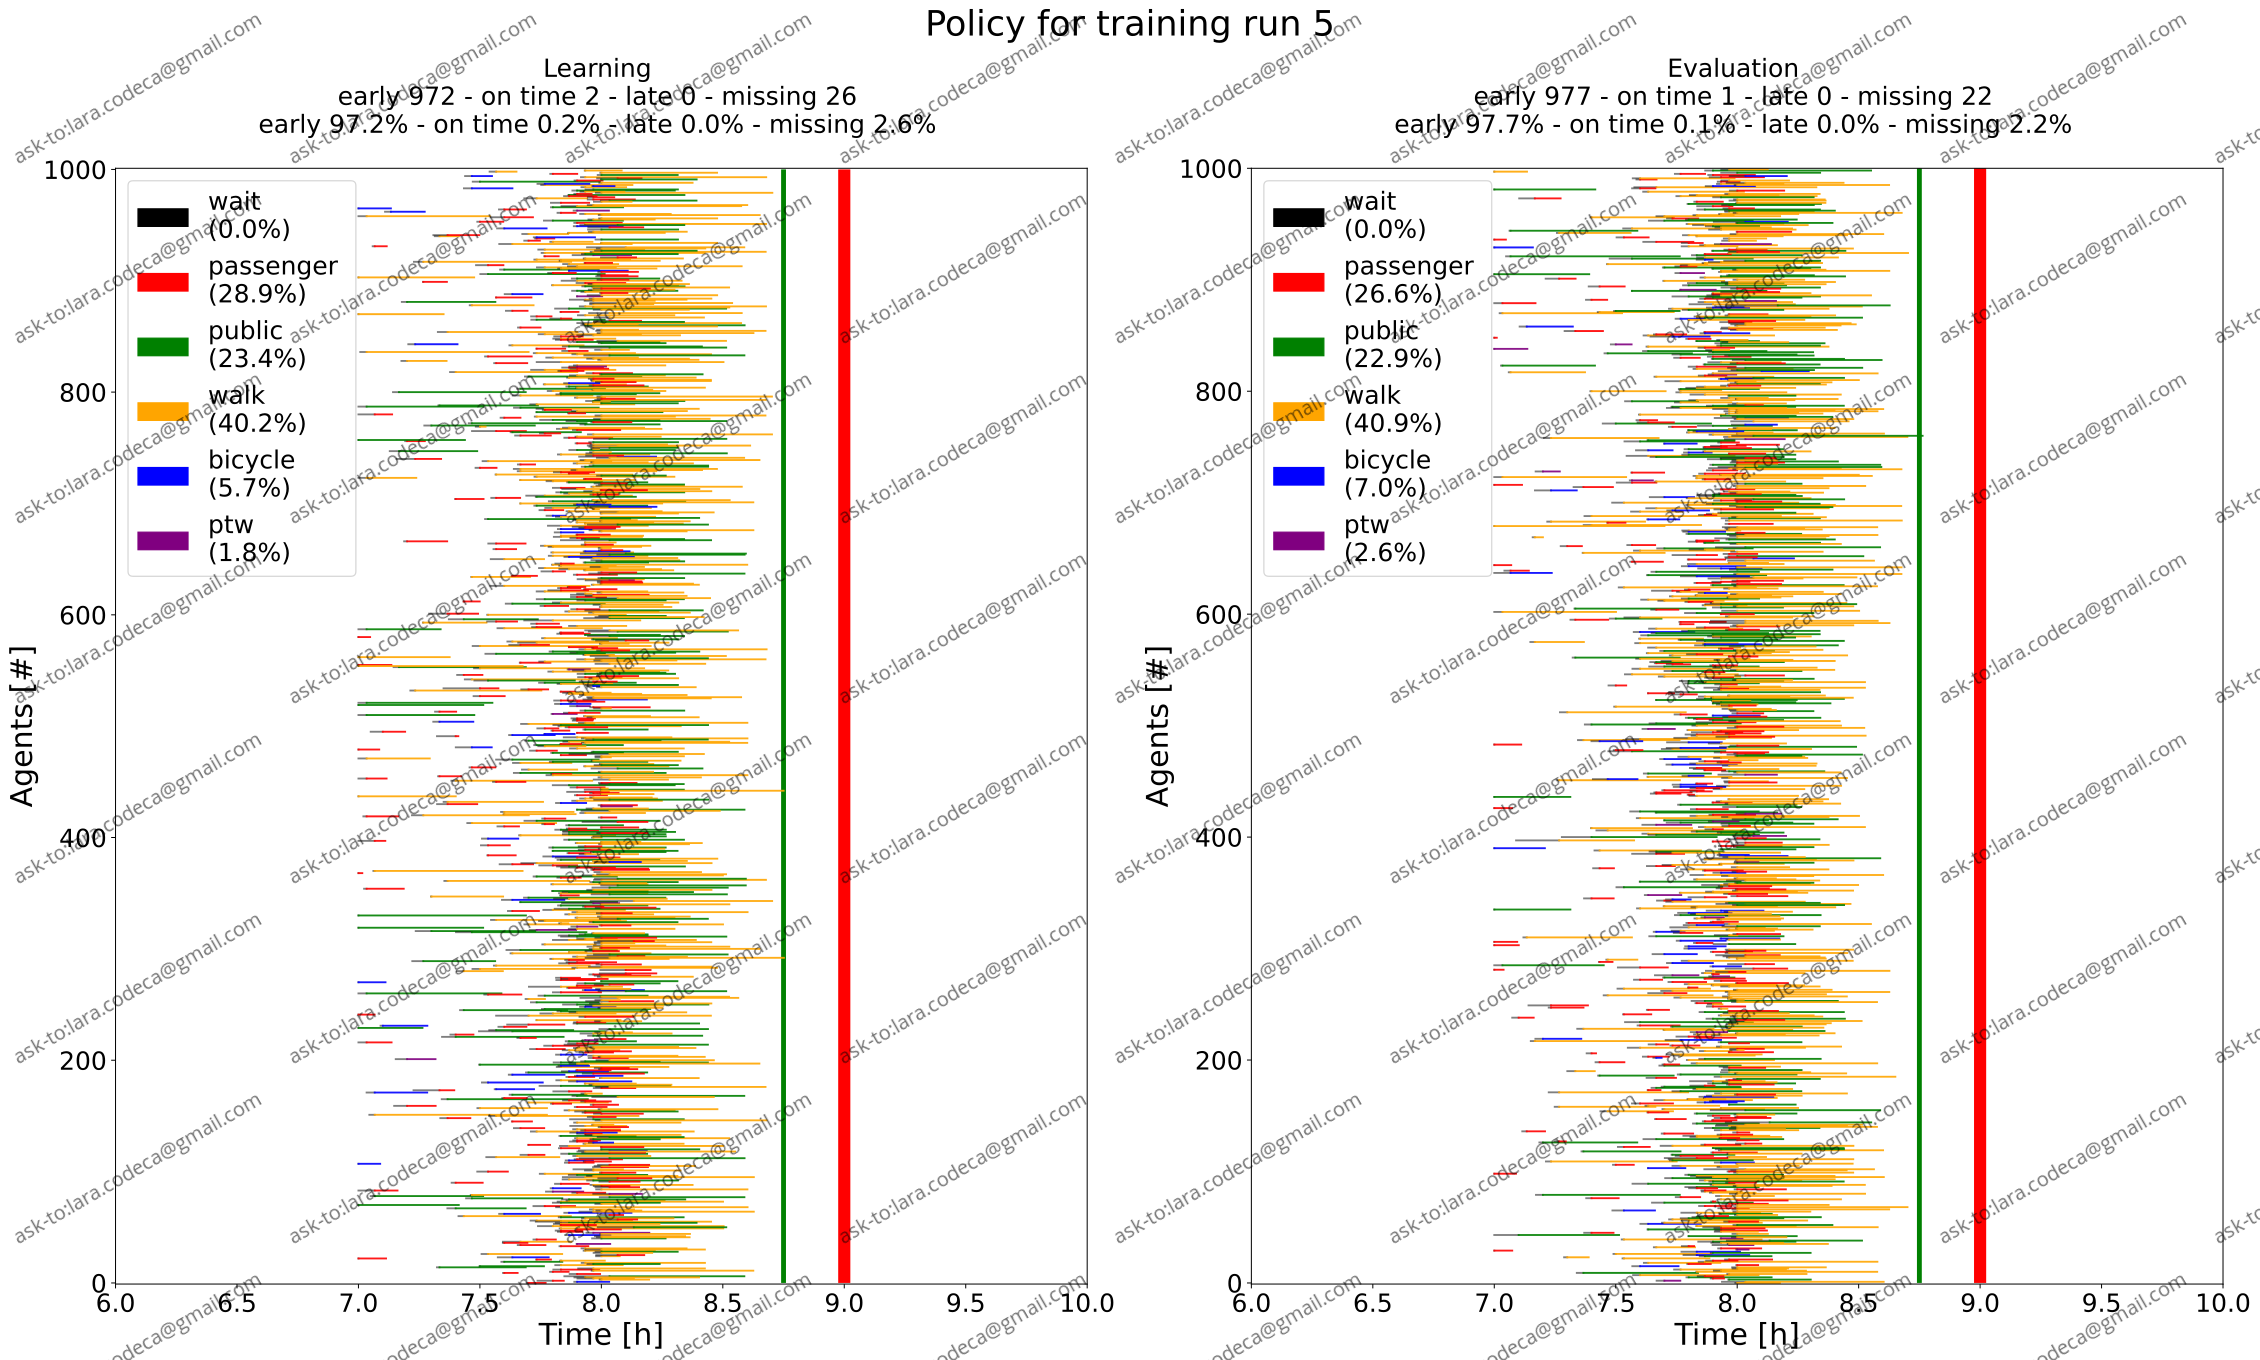 Policy for training run 5
Learning
early 972 - on time 2 - late 0 - missing 26
early 97.2% - on time 0.2% - late 0.0% - missing 2.6%
1000
800
600
400
200
0
Agents [#]
wait
(0.0%)
passenger
(28.9%)
public
(23.4%)
walk
(40.2%)
bicycle
(5.7%)
ptw
(1.8%)
6.0 6.5 7.0 7.5 8.0 8.5 9.0 9.5 10.0
Time [h]
Evaluation
early 977 - on time 1 - late 0 - missing 22
early 97.7% - on time 0.1% - late 0.0% - missing 2.2%
1000
800
600
400
200
0
Agents [#]
wait
(0.0%)
passenger
(26.6%)
public
(22.9%)
walk
(40.9%)
bicycle
(7.0%)
ptw
(2.6%)
6.0 6.5 7.0 7.5 8.0 8.5 9.0 9.5 10.0
Time [h]
ask-to:lara.codeca@gmail.com